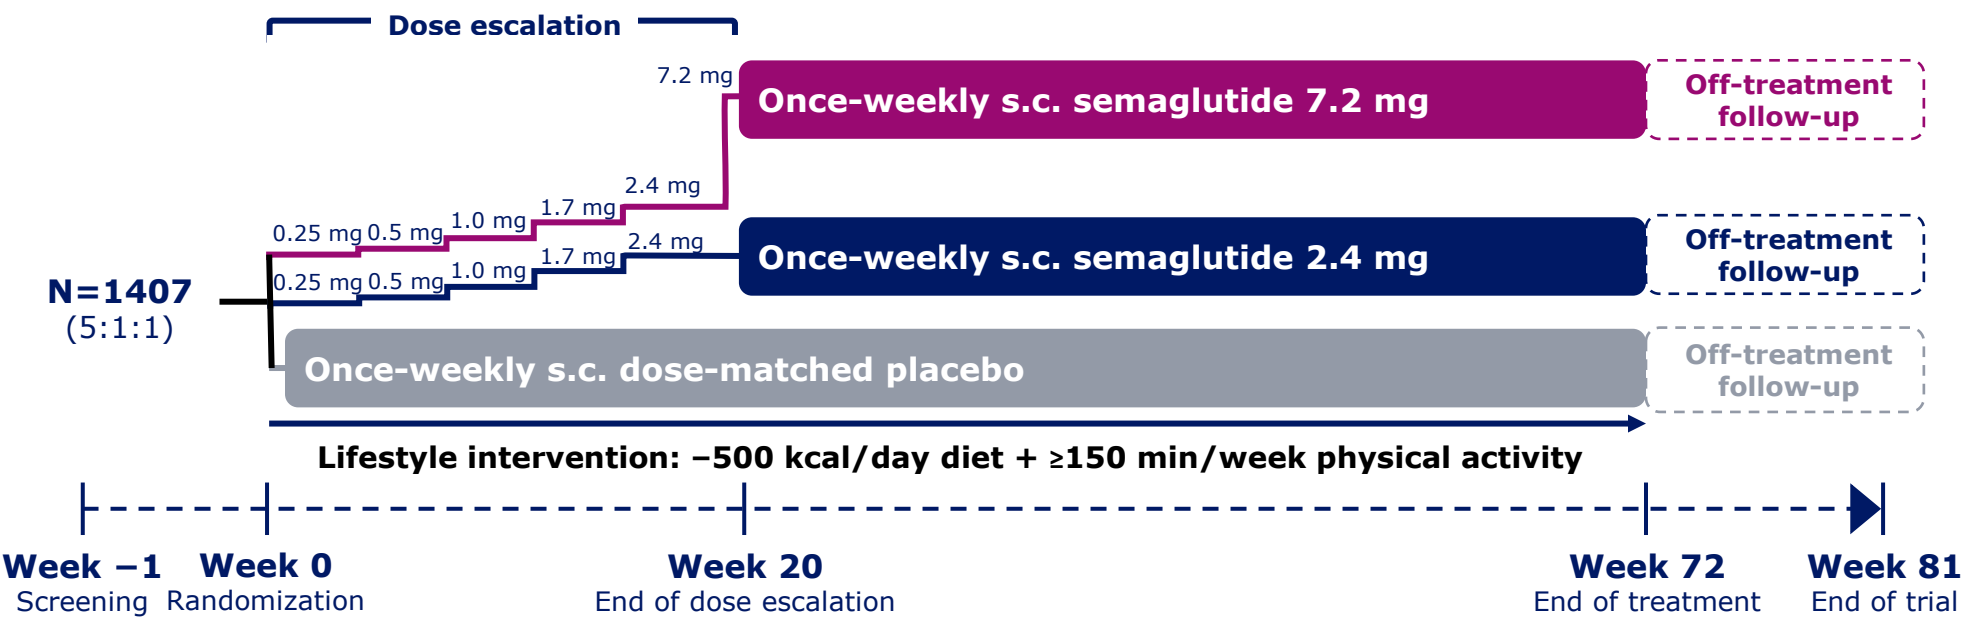 Dose escalation
7.2 mg
Once-weekly s.c. semaglutide 7.2 mg
Off-treatment
follow-up
0.25 mg 0.5 mg 1.0 mg 1.7 mg 2.4 mg
0.25 mg 0.5 mg 1.0 mg 1.7 mg 2.4 mg
Once-weekly s.c. semaglutide 2.4 mg
Off-treatment
follow-up
N=1407
(5:1:1)
Once-weekly s.c. dose-matched placebo
Off-treatment
follow-up
Lifestyle intervention: −500 kcal/day diet + ≥150 min/week physical activity
Week −1
Screening
Week 0
Randomization
Week 20
End of dose escalation
Week 72
End of treatment
Week 81
End of trial